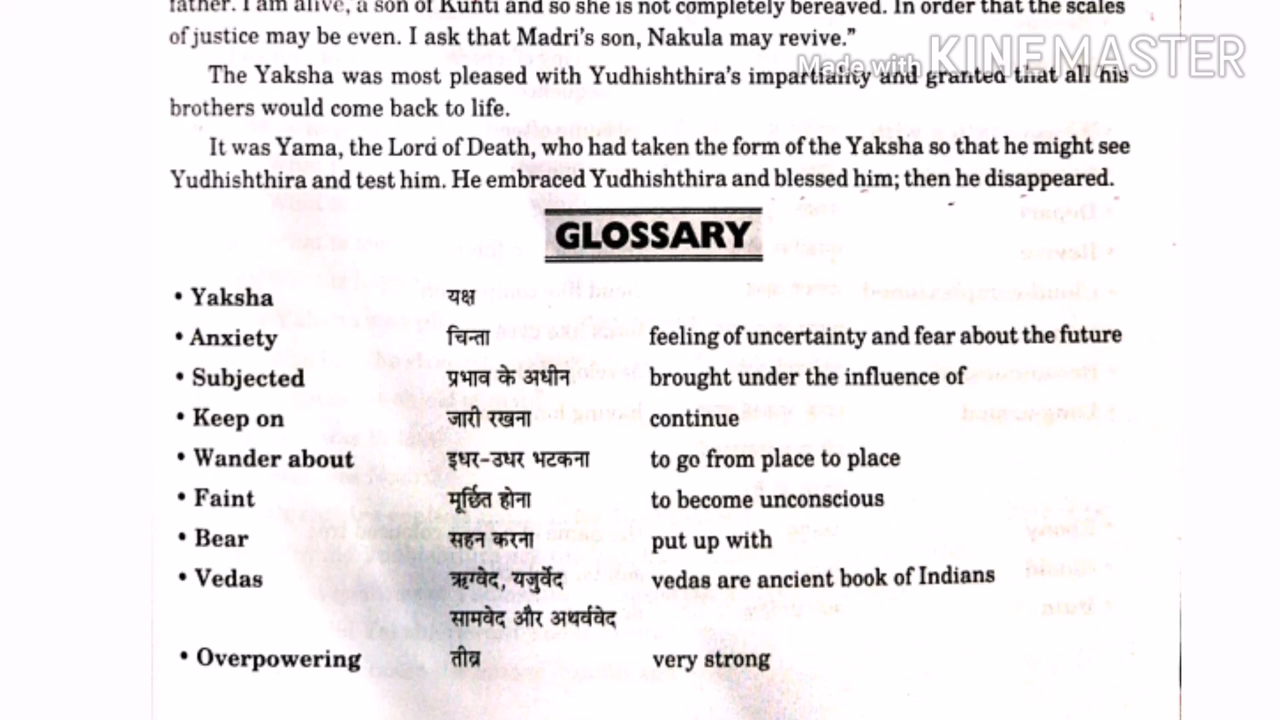 father. I am alive, a son of Kunti and so she is not completely bereaved. In order that the scales
of justice may be even. I ask that Madri's son, Nakula may revive.”
Made with KINEMASTER
The Yaksha was most pleased with Yudhishthira's impartiality and granted that all his
brothers would come back to life.
It was Yama, the Lord of Death, who had taken the form of the Yaksha so that he might see
Yudhishthira and test him. He embraced Yudhishthira and blessed him; then he disappeared.
GLOSSARY
• Yaksha यक्ष
• Anxiety चिन्ता feeling of uncertainty and fear about the future
• Subjected प्रभाव के अधीन brought under the influence of
• Keep on जारी रखना continue
• Wander about इधर-उधर भटकना to go from place to place
• Faint मूर्छित होना to become unconscious
• Bear सहन करना put up with
• Vedas ऋग्वेद, यजुर्वेद vedas are ancient book of Indians
सामवेद और अथर्ववेद
• Overpowering तीव्र very strong